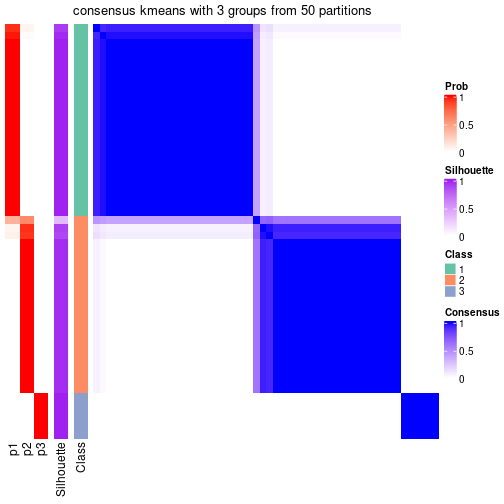 consensus kmeans with 3 groups from 50 partitions
Prob
1
0.5
0
Silhouette
1
0.5
0
Class
1
2
3
Consensus
1
0.5
0
p1
p2
p3
Silhouette
Class